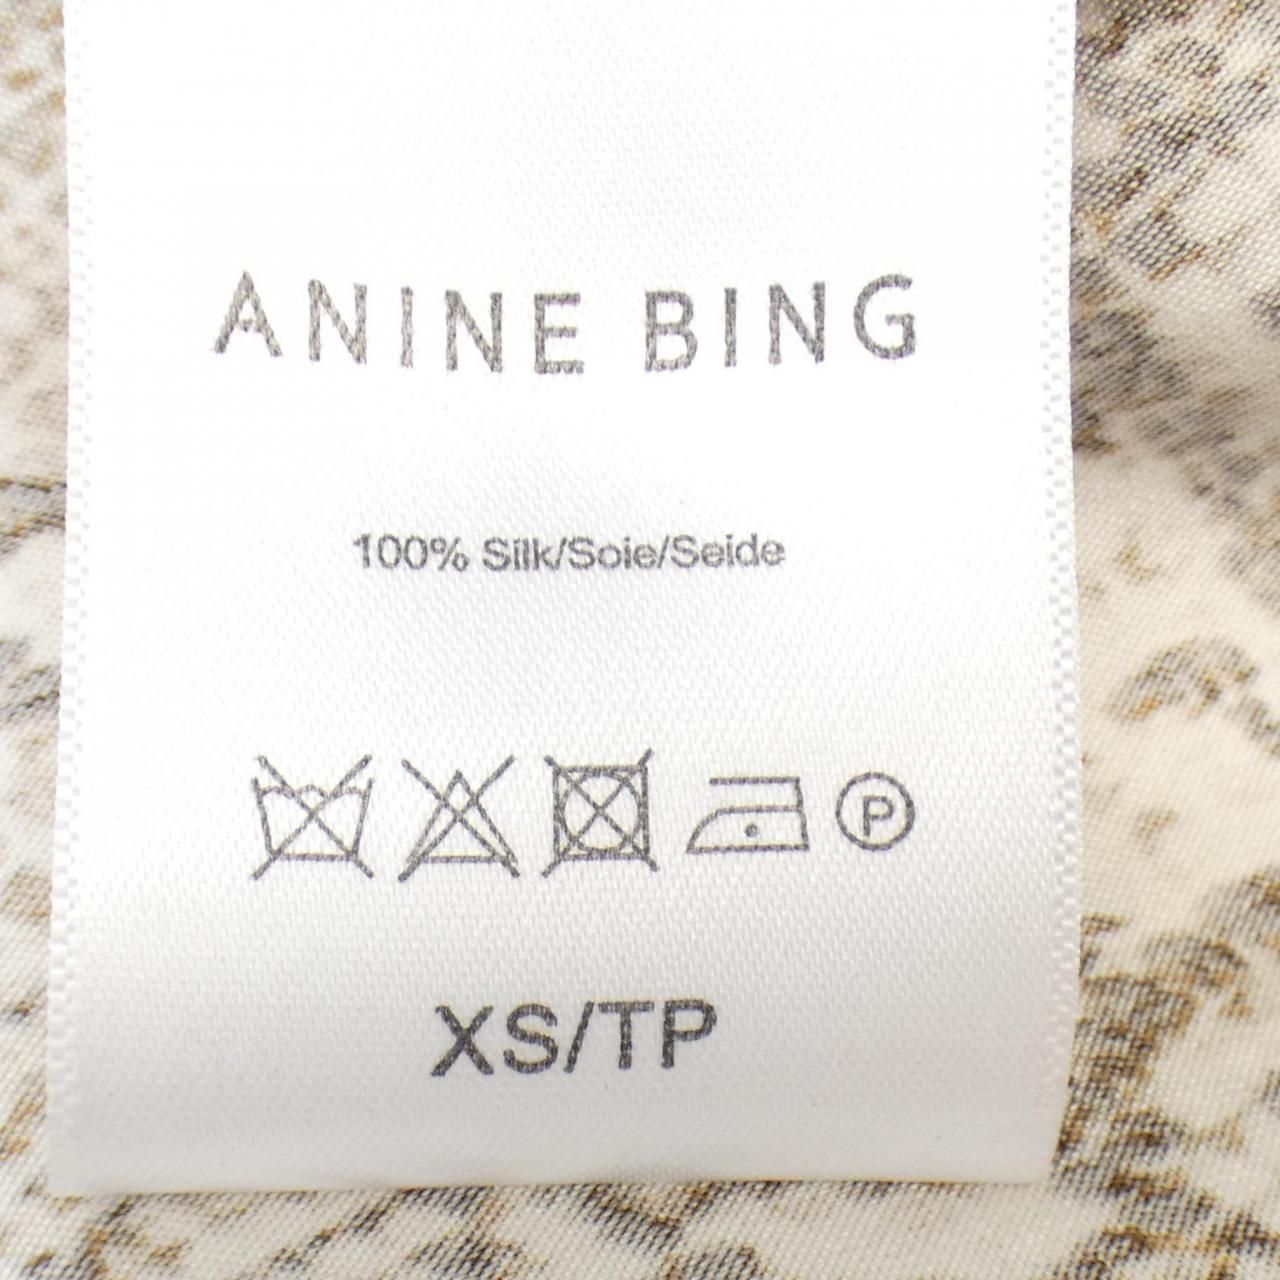 ANINE BING
100% Silk/Soie/Seide
P
XS/TP